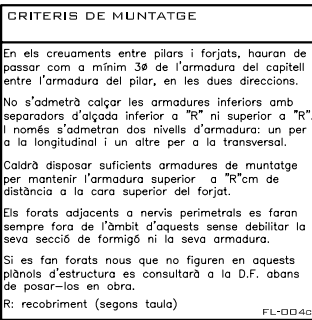 CRITERIS DE MUNTATGE
En els creuaments entre pilars i forjats, hauran de
passar com a mínim 3ø de l'armadura del capitell
entre l'armadura del pilar, en les dues direccions.
No s'admetrà calçar les armadures inferiors amb
separadors d'alçada inferior a "R" ni superior a "R".
I només s'admetran dos nivells d'armadura: un per
a la longitudinal i un altre per a la transversal.
Caldrà disposar suficients armadures de muntatge
per mantenir l'armadura superior a "R"cm de
distància a la cara superior del forjat.
Els forats adjacents a nervis perimetrals es faran
sempre fora de l'àmbit d'aquests sense debilitar la
seva secció de formigó ni la seva armadura.
Si es fan forats nous que no figuren en aquests
plànols d'estructura es consultarà a la D.F. abans
de posar-los en obra.
R: recobriment (segons taula)
FL-004c